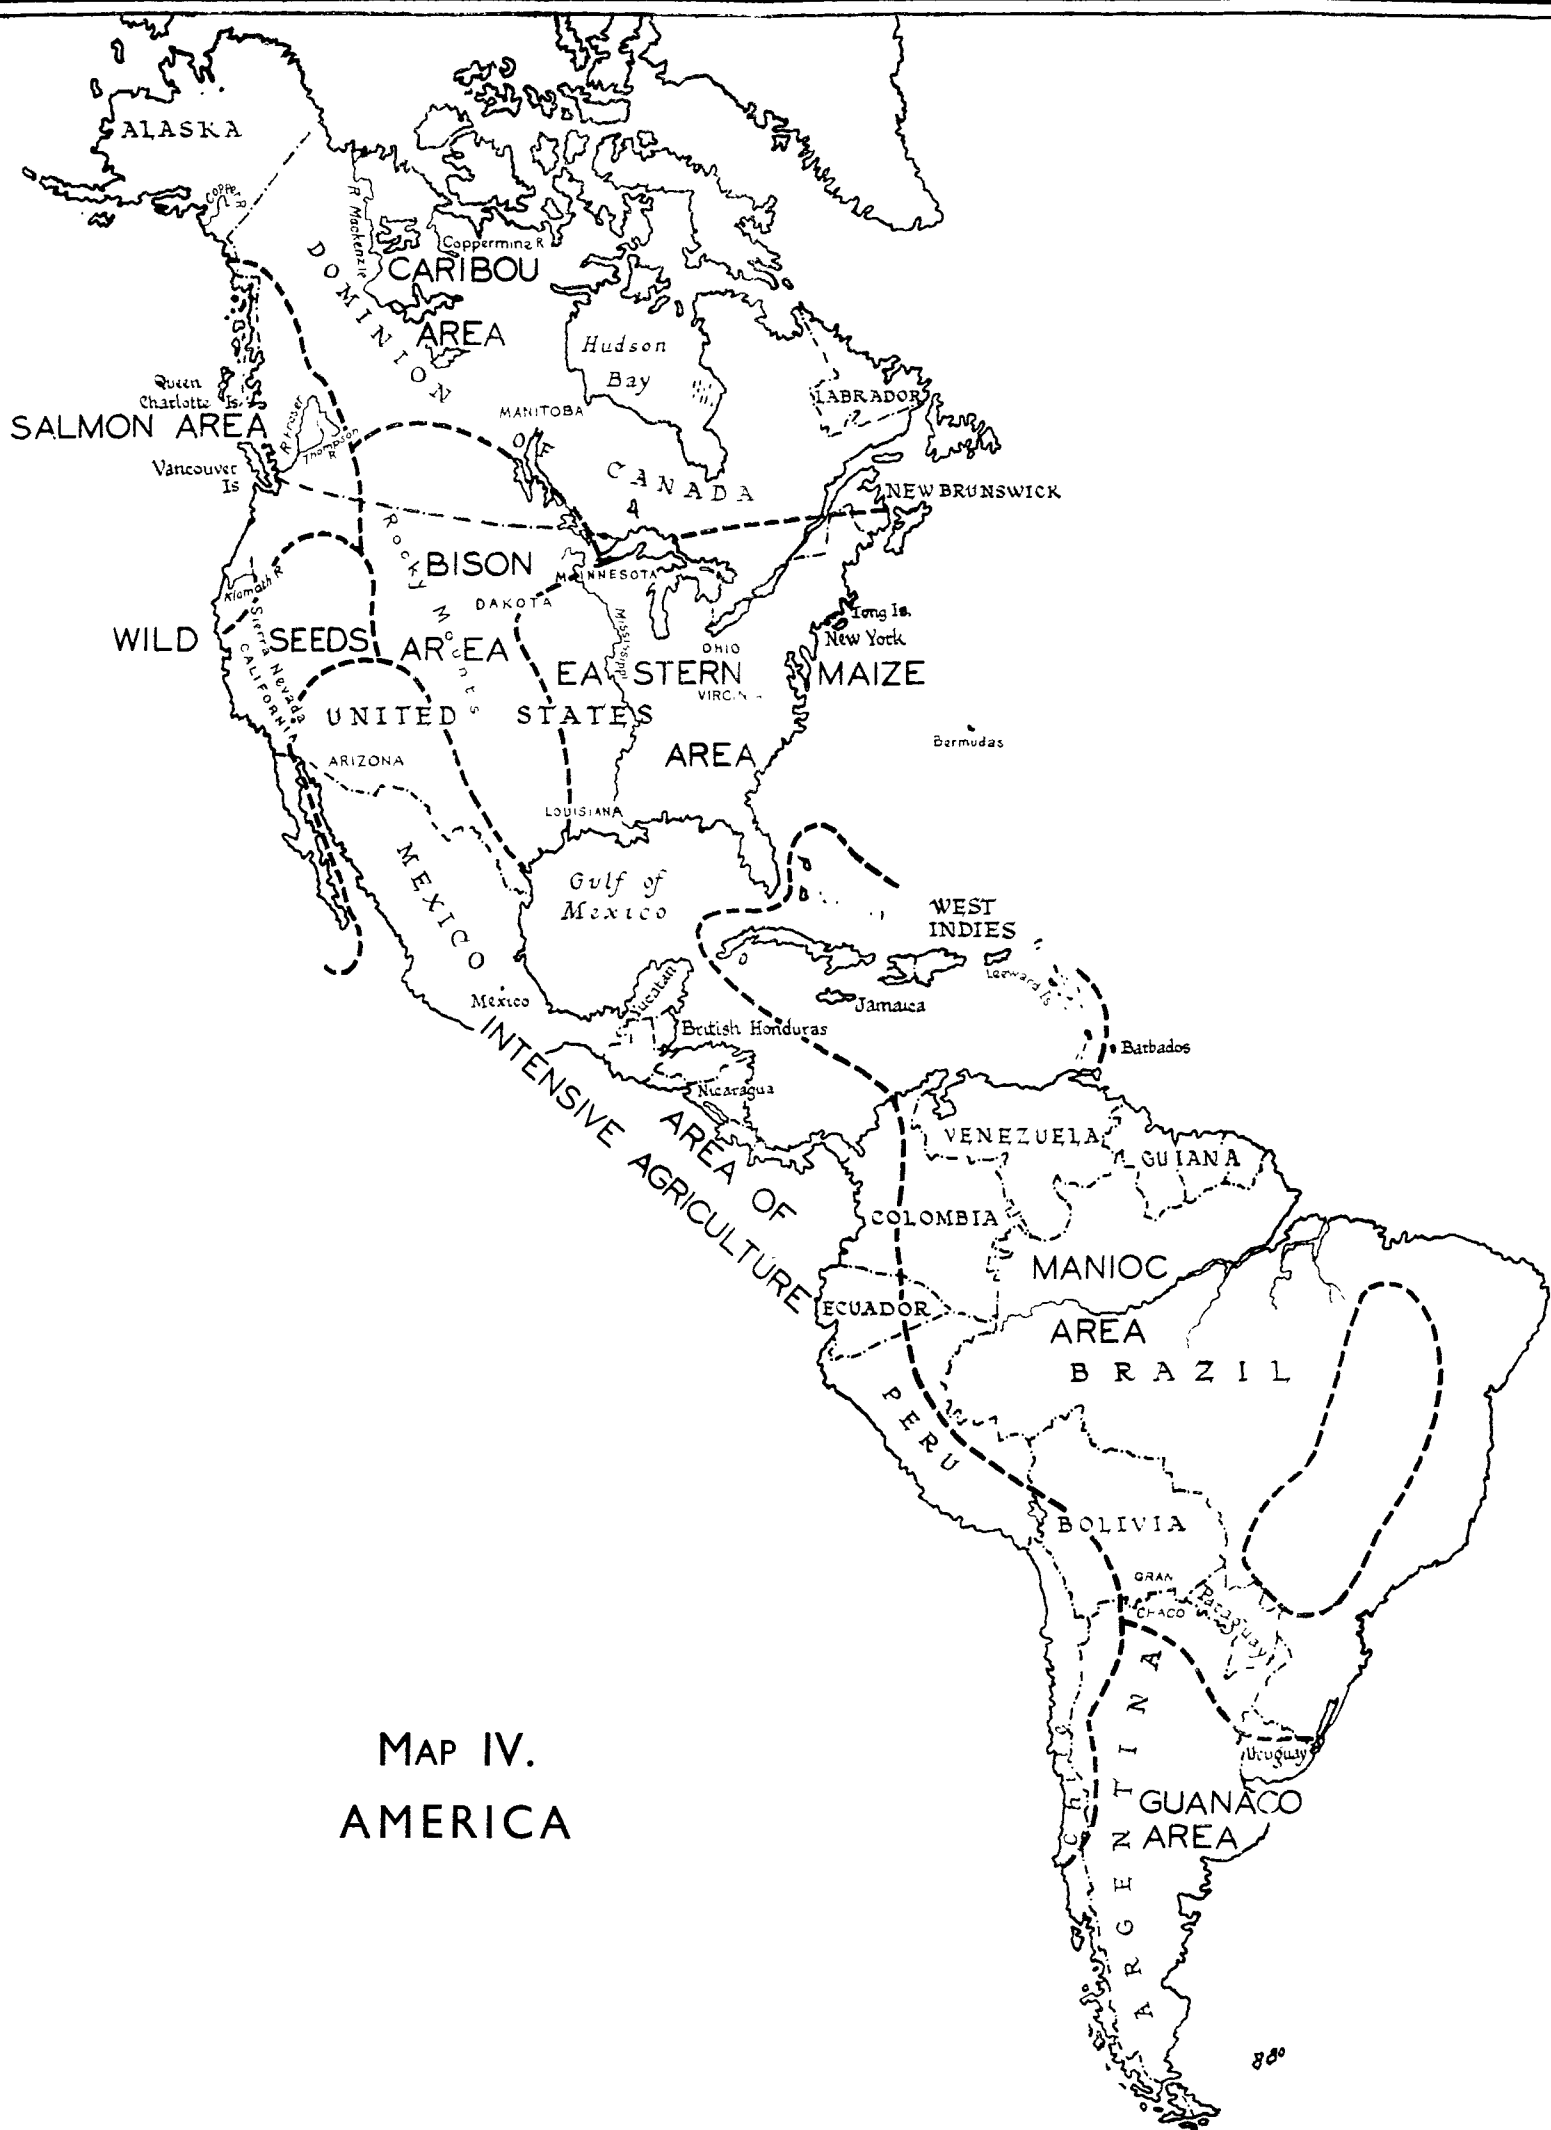 ALASKA
Copper R
R Mackenzie
Coppermine R
DOMINION
CARIBOU
AREA
Hudson
Bay
Queen
Charlotte Is.
SALMON AREA
R Fraser
Thompson
R
Vancouver
Is
MANITOBA
OF
LABRADOR
CANADA
NEW BRUNSWICK
Rocky Mounts
BISON
AREA
MINNESOTA
DAKOTA
Klamath R
Sierra Nevada
CALIFORNIA
WILD SEEDS
Mississippi
OHIO
Long Is.
New York
EASTERN MAIZE
AREA
UNITED STATES
ARIZONA
LOUISIANA
Bermudas
MEXICO
Gulf of
Mexico
WEST
INDIES
Leeward Is
Mexico
Yucatan
Jamaica
British Honduras
Barbados
Nicaragua
AREA OF
INTENSIVE AGRICULTURE
VENEZUELA
GUIANA
COLOMBIA
MANIOC
AREA
ECUADOR
BRAZIL
PERU
BOLIVIA
GRAN
CHACO
Paraguay
Chile
ARGENTINA
Uruguay
GUANACO
AREA
MAP IV.
AMERICA